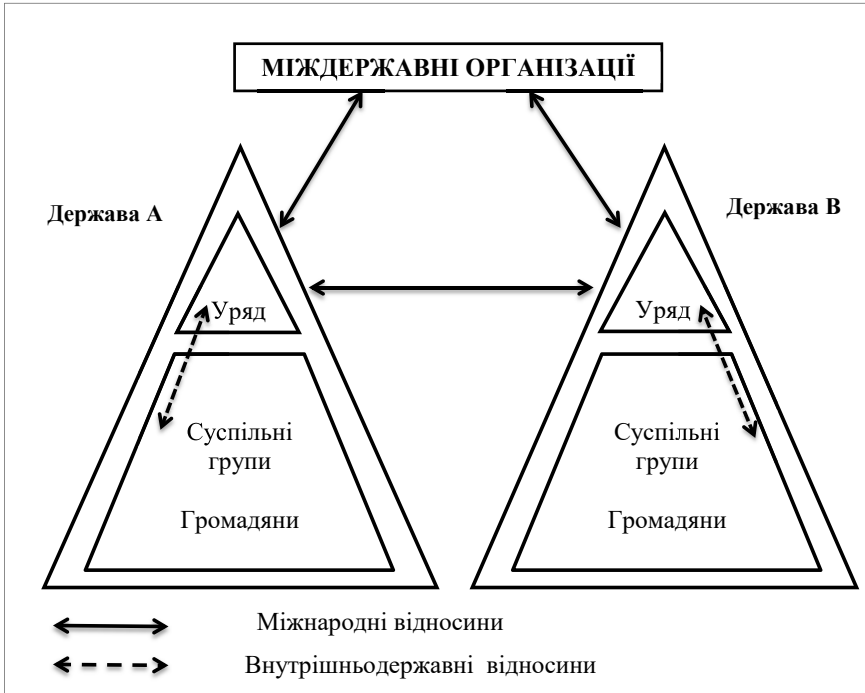 МІЖДЕРЖАВНІ ОРГАНІЗАЦІЇ
Держава А
Держава В
Уряд
Уряд
Суспільні
групи
Громадяни
Суспільні
групи
Громадяни
Міжнародні відносини
Внутрішньодержавні відносини